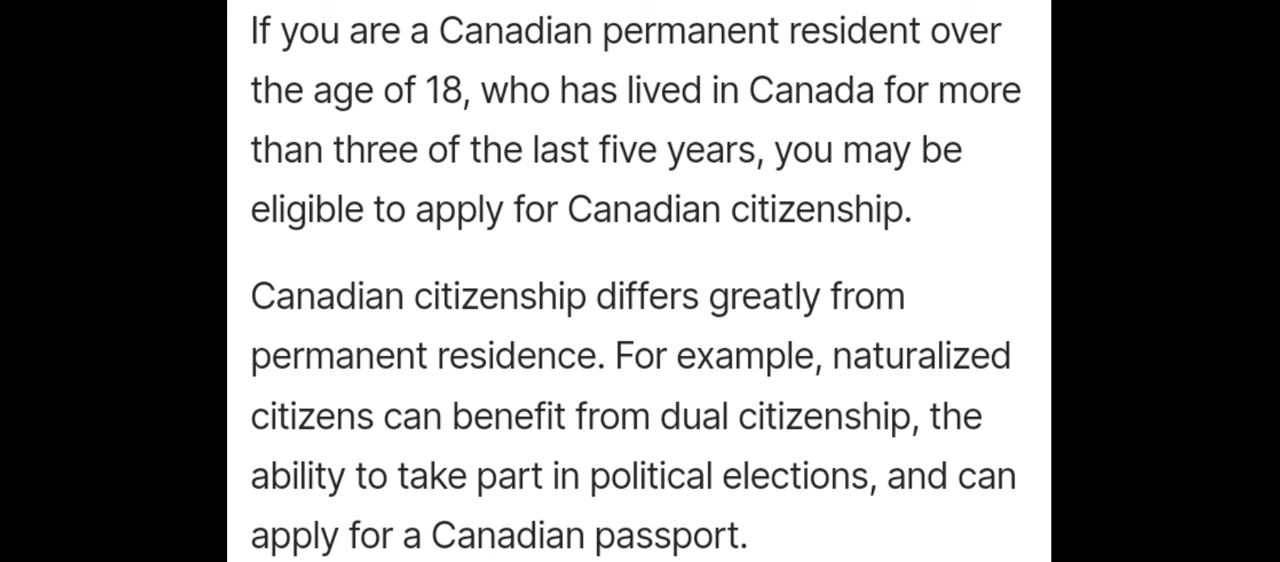 If you are a Canadian permanent resident over
the age of 18, who has lived in Canada for more
than three of the last five years, you may be
eligible to apply for Canadian citizenship.
Canadian citizenship differs greatly from
permanent residence. For example, naturalized
citizens can benefit from dual citizenship, the
ability to take part in political elections, and can
apply for a Canadian passport.